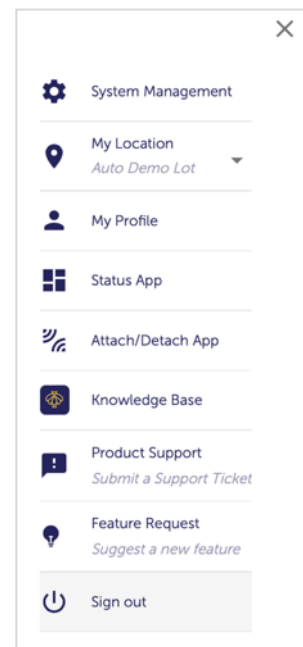 System Management
My Location
Auto Demo Lot
My Profile
Status App
Attach/Detach App
Knowledge Base
Product Support
Submit a Support Ticket
Feature Request
Suggest a new feature
Sign out